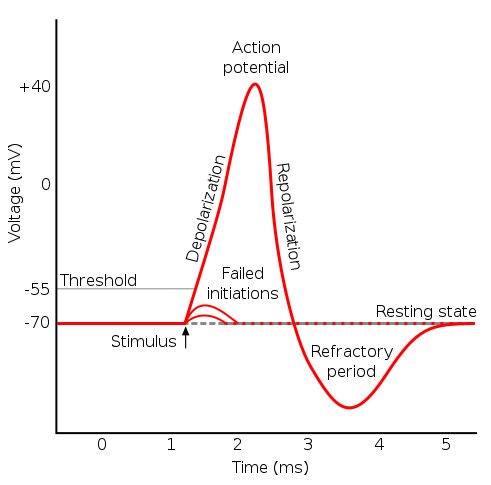 Action
potential
+40
Voltage (mV)
0
Depolarization
Repolarization
Failed
initiations
Threshold
-55
-70
Resting state
Stimulus
Refractory
period
0 1 2 3 4 5
Time (ms)